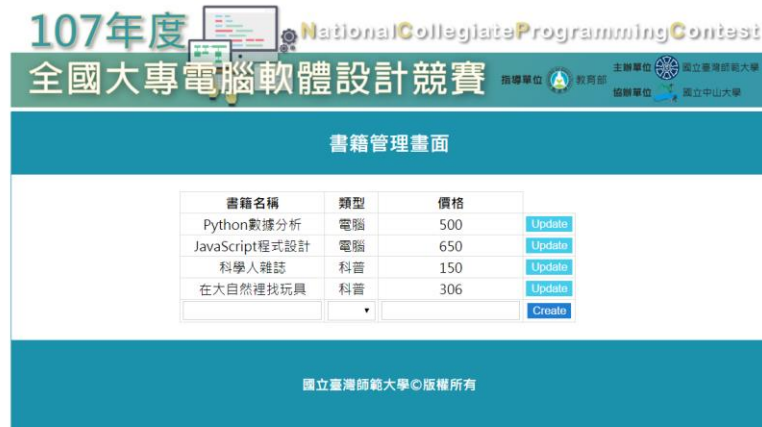 107年度 NationalCollegiateProgrammingContest
全國大專電腦軟體設計競賽 指導單位 教育部 主辦單位 國立臺灣師範大學
協辦單位 國立中山大學
書籍管理畫面
書籍名稱 類型 價格
Python數據分析 電腦 500 Update
JavaScript程式設計 電腦 650 Update
科學人雜誌 科普 150 Update
在大自然裡找玩具 科普 306 Update
Create
國立臺灣師範大學©版權所有